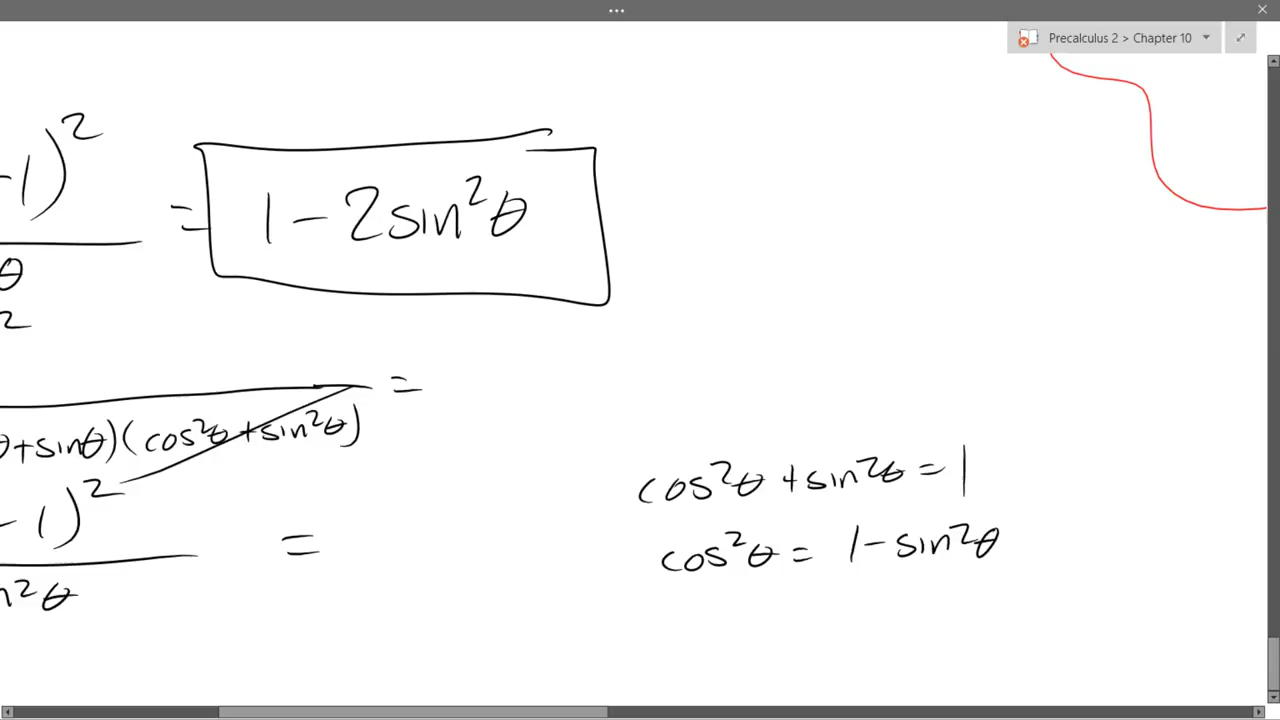 Precalculus 2 > Chapter 10
-1)²
= 1 - 2sin²θ
θ
2
=
θ+sinθ)(cos²θ+sin²θ)
cos²θ+sin²θ=1
-1)²
=
cos²θ = 1-sin²θ
n²θ